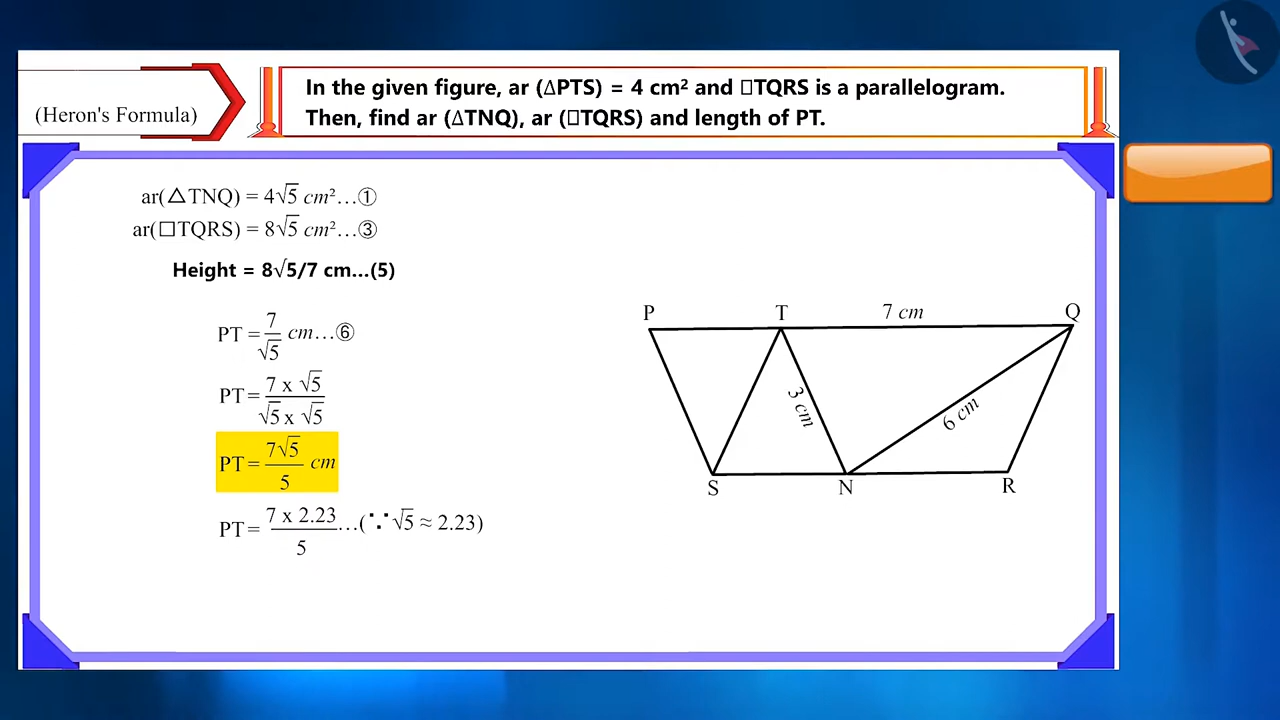 (Heron's Formula)
In the given figure, ar (∆PTS) = 4 cm² and □TQRS is a parallelogram.
Then, find ar (∆TNQ), ar (□TQRS) and length of PT.
ar(△TNQ) = 4√5 cm²...①
ar(□TQRS) = 8√5 cm²...③
Height = 8√5/7 cm...(5)
PT = 7/√5 cm...⑥
PT = 7 x √5/√5 x √5
PT = 7√5/5 cm
PT = 7 x 2.23/5...(∵ √5 ≈ 2.23)
P T 7 cm Q
3 cm
6 cm
S N R